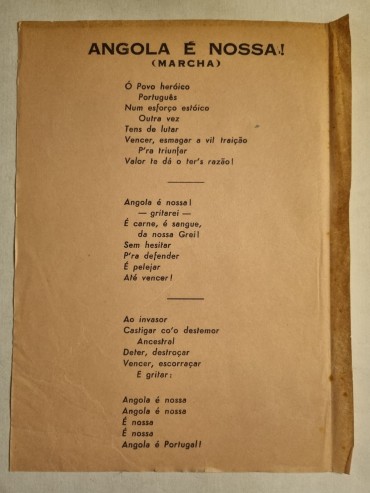 ANGOLA É NOSSA!
(MARCHA)
Ó Povo heróico
Português
Num esforço estóico
Outra vez
Tens de lutar
Vencer, esmagar a vil traição
P'ra triunfar
Valor te dá o ter's razão!
Angola é nossa!
— gritarei —
É carne, é sangue,
da nossa Grei!
Sem hesitar
P'ra defender
É pelejar
Até vencer!
Ao invasor
Castigar co'o destemor
Ancestral
Deter, destroçar
Vencer, escorraçar
E gritar:
Angola é nossa
Angola é nossa
É nossa
É nossa
Angola é Portugal!